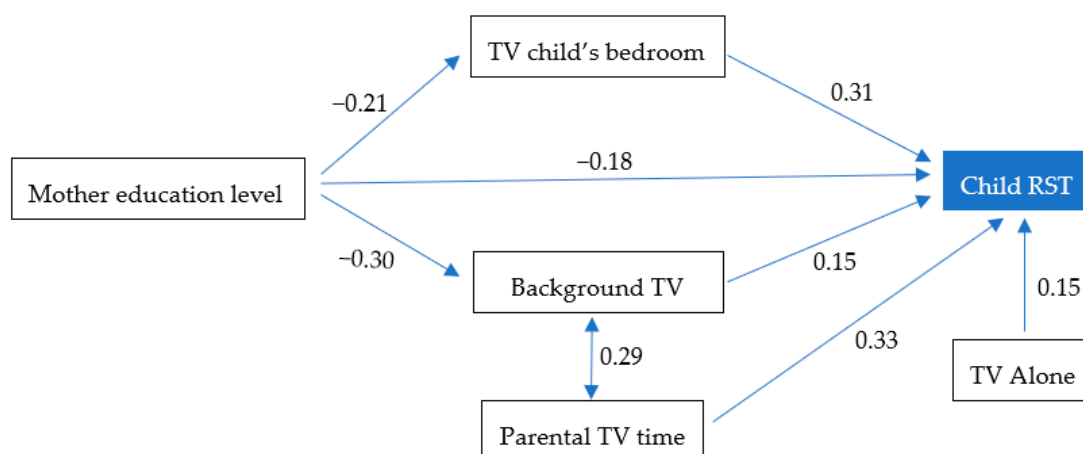 TV child’s bedroom
−0.21
0.31
−0.18
Mother education level
Child RST
−0.30
0.15
Background TV
0.15
0.29
0.33
TV Alone
Parental TV time